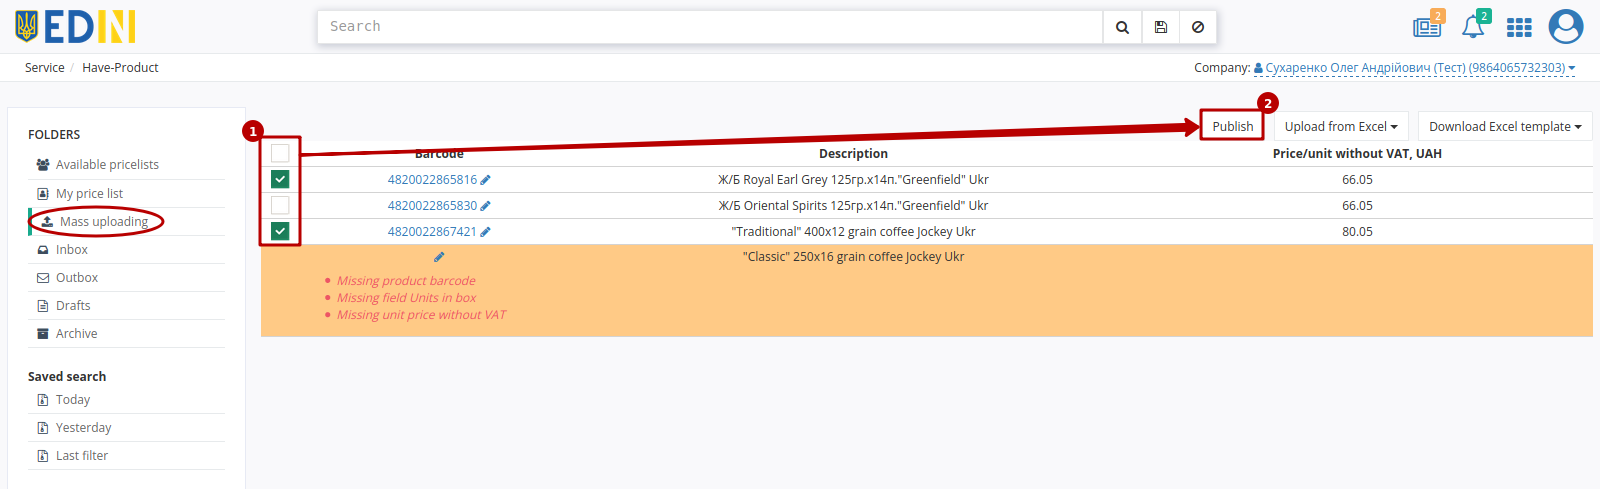 EDIN
Search
2
2
Service / Have-Product
Company: Сухаренко Олег Андрійович (Тест) (9864065732303)
FOLDERS
Available pricelists
My price list
Mass uploading
Inbox
Outbox
Drafts
Archive
Saved search
Today
Yesterday
Last filter
1
2
Publish
Upload from Excel
Download Excel template
Barcode Description Price/unit without VAT, UAH
4820022865816 Ж/Б Royal Earl Grey 125гр.х14п."Greenfield" Ukr 66.05
4820022865830 Ж/Б Oriental Spirits 125гр.х14п."Greenfield" Ukr 66.05
4820022867421 "Traditional" 400x12 grain coffee Jockey Ukr 80.05
"Classic" 250x16 grain coffee Jockey Ukr
Missing product barcode
Missing field Units in box
Missing unit price without VAT